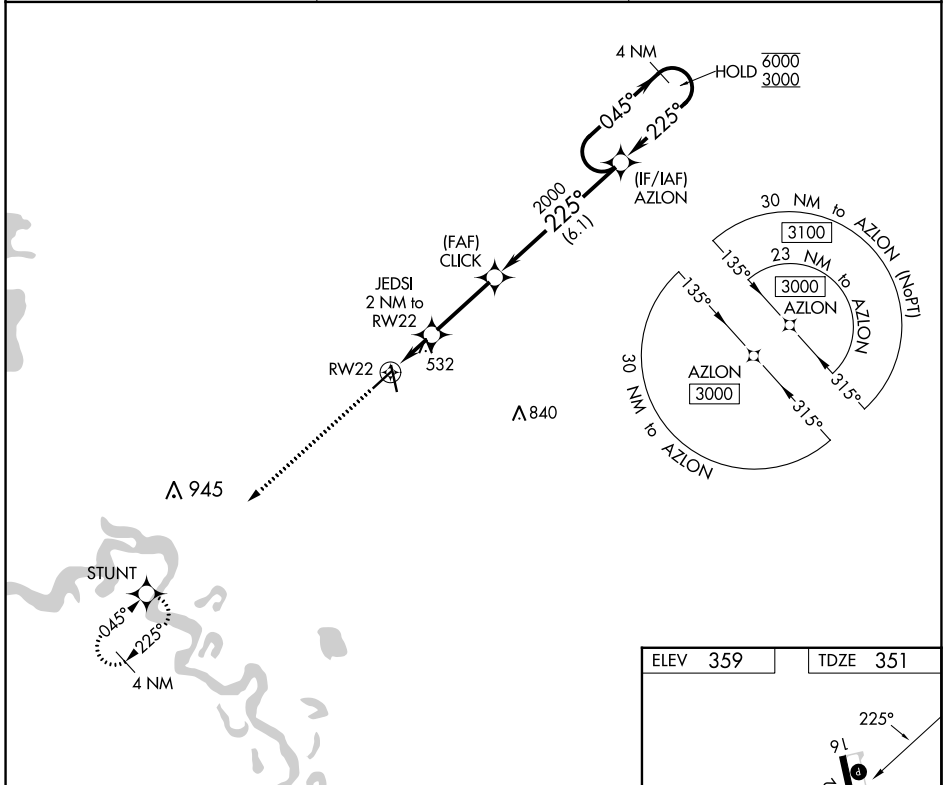 4 NM
HOLD 6000
3000
045°
225°
(IF/IAF)
AZLON
2000
225°
(6.1)
(FAF)
CLICK
JEDSI
2 NM to
RW22
RW22
532
840
945
30 NM to AZLON (NoPT)
3100
135°
23 NM to AZLON
3000
AZLON
315°
135°
AZLON
3000
315°
30 NM to AZLON
STUNT
045°
225°
4 NM
ELEV 359
TDZE 351
225°
16
P